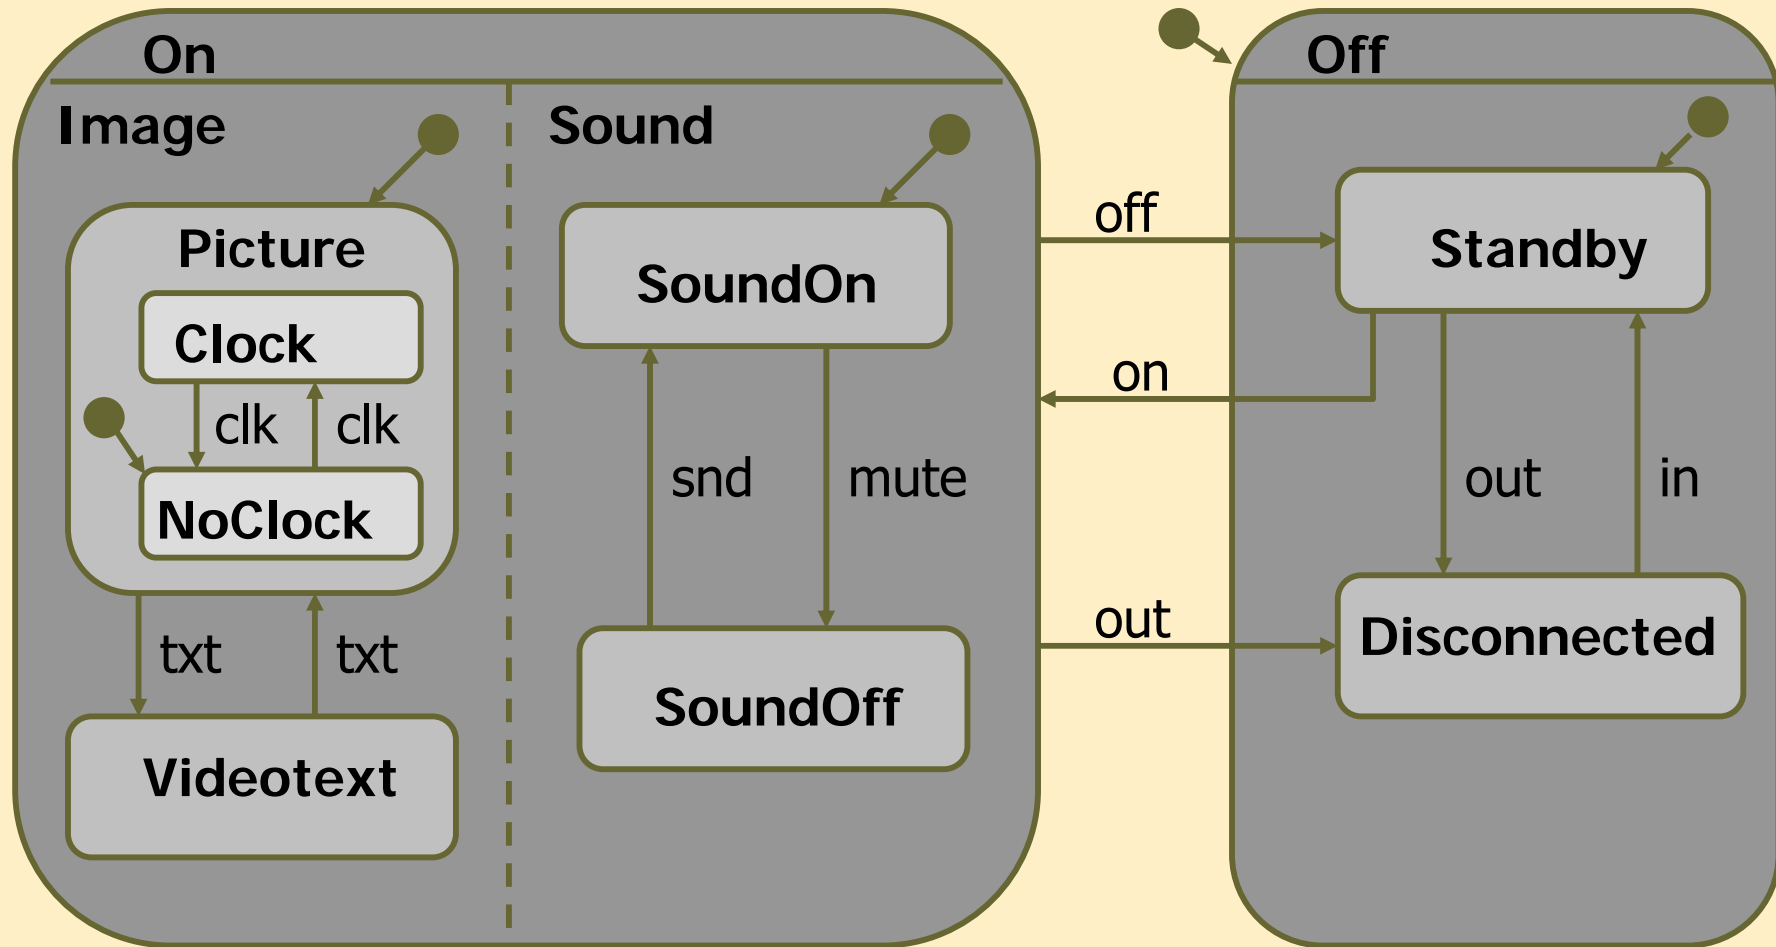 On
Image
Sound
Picture
Clock
clk
clk
NoClock
txt
txt
Videotext
SoundOn
snd
mute
SoundOff
off
on
out
Off
Standby
out
in
Disconnected